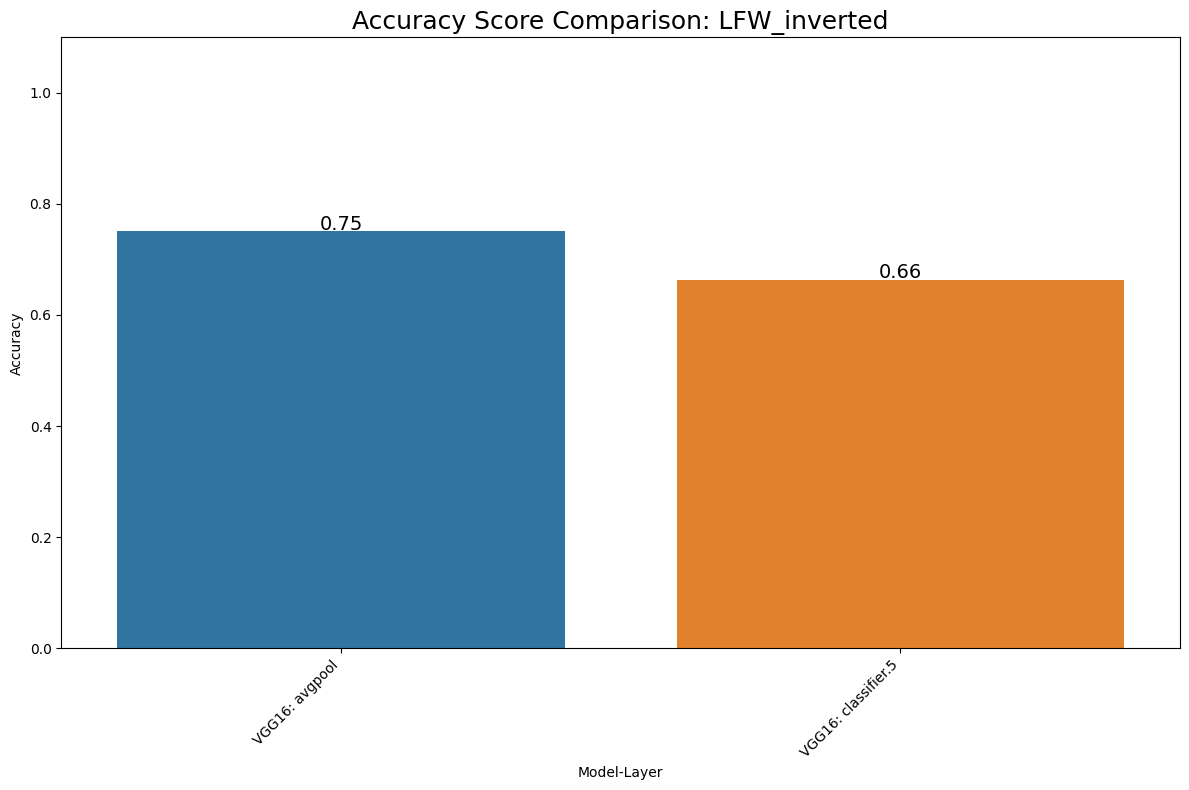 Accuracy Score Comparison: LFW_inverted
1.0
0.8
0.6
0.4
0.2
0.0
Accuracy
0.75
0.66
VGG16: avgpool
VGG16: classifier.5
Model-Layer